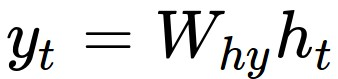 y_t = W_{hy} h_t